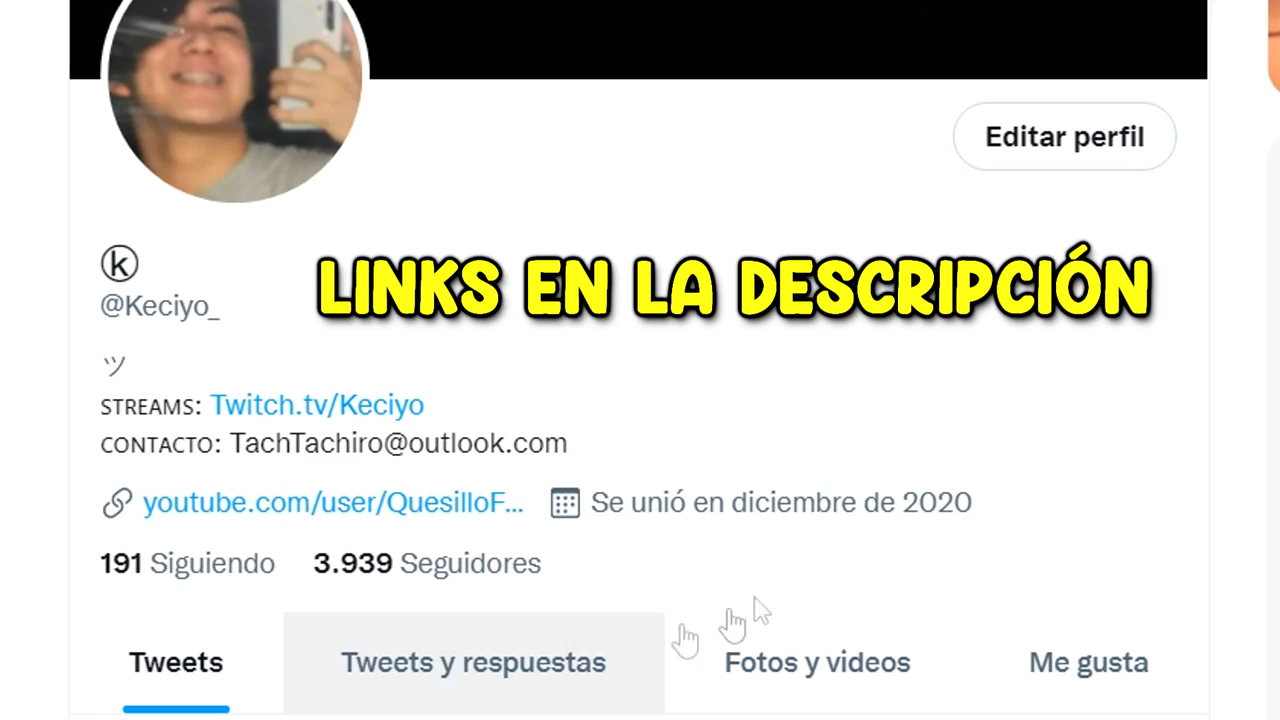 Editar perfil
ⓚ
@Keciyo_
LINKS EN LA DESCRIPCIÓN
ツ
STREAMS: Twitch.tv/Keciyo
CONTACTO: TachTachiro@outlook.com
youtube.com/user/QuesilloF... Se unió en diciembre de 2020
191 Siguiendo 3.939 Seguidores
Tweets Tweets y respuestas Fotos y videos Me gusta